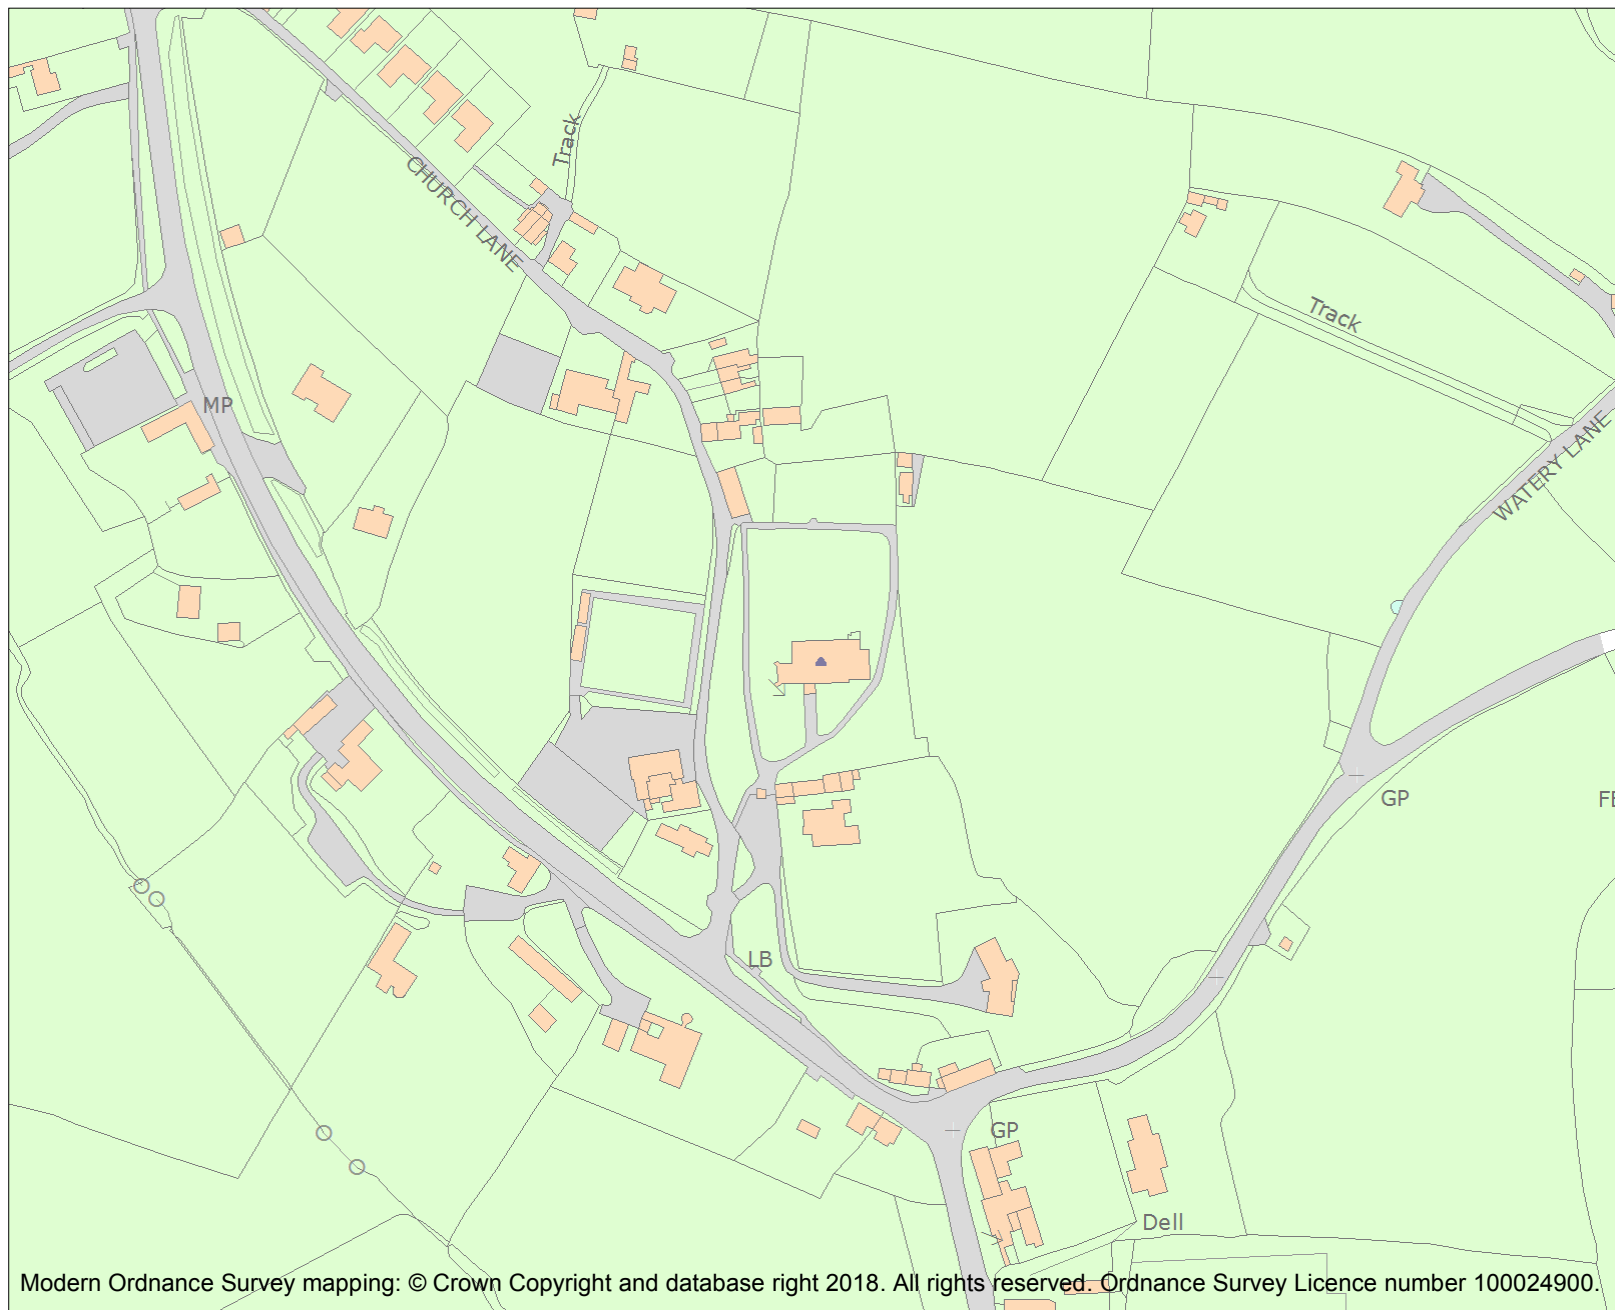 Track
CHURCH LANE
Track
MP
WATERY LANE
GP
LB
GP
Dell
Modern Ordnance Survey mapping: © Crown Copyright and database right 2018. All rights reserved. Ordnance Survey Licence number 100024900.